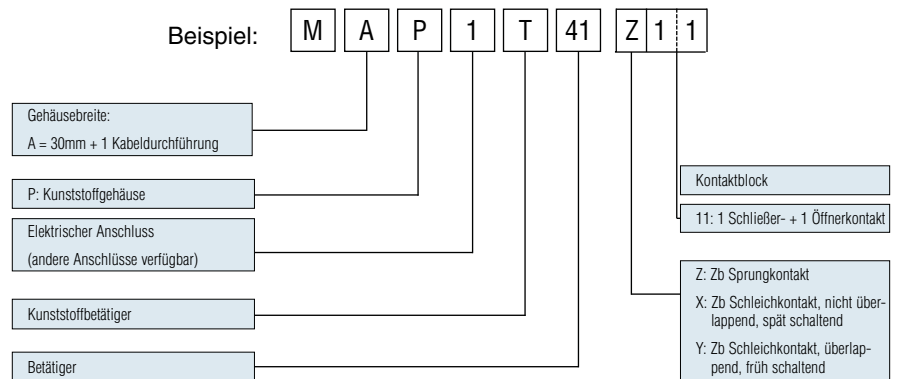 Beispiel: M A P 1 T 41 Z 1 1
Gehäusebreite:
A = 30mm + 1 Kabeldurchführung
P: Kunststoffgehäuse
Elektrischer Anschluss
(andere Anschlüsse verfügbar)
Kunststoffbetätiger
Betätiger
Kontaktblock
11: 1 Schließer- + 1 Öffnerkontakt
Z: Zb Sprungkontakt
X: Zb Schleichkontakt, nicht über-
lappend, spät schaltend
Y: Zb Schleichkontakt, überlap-
pend, früh schaltend